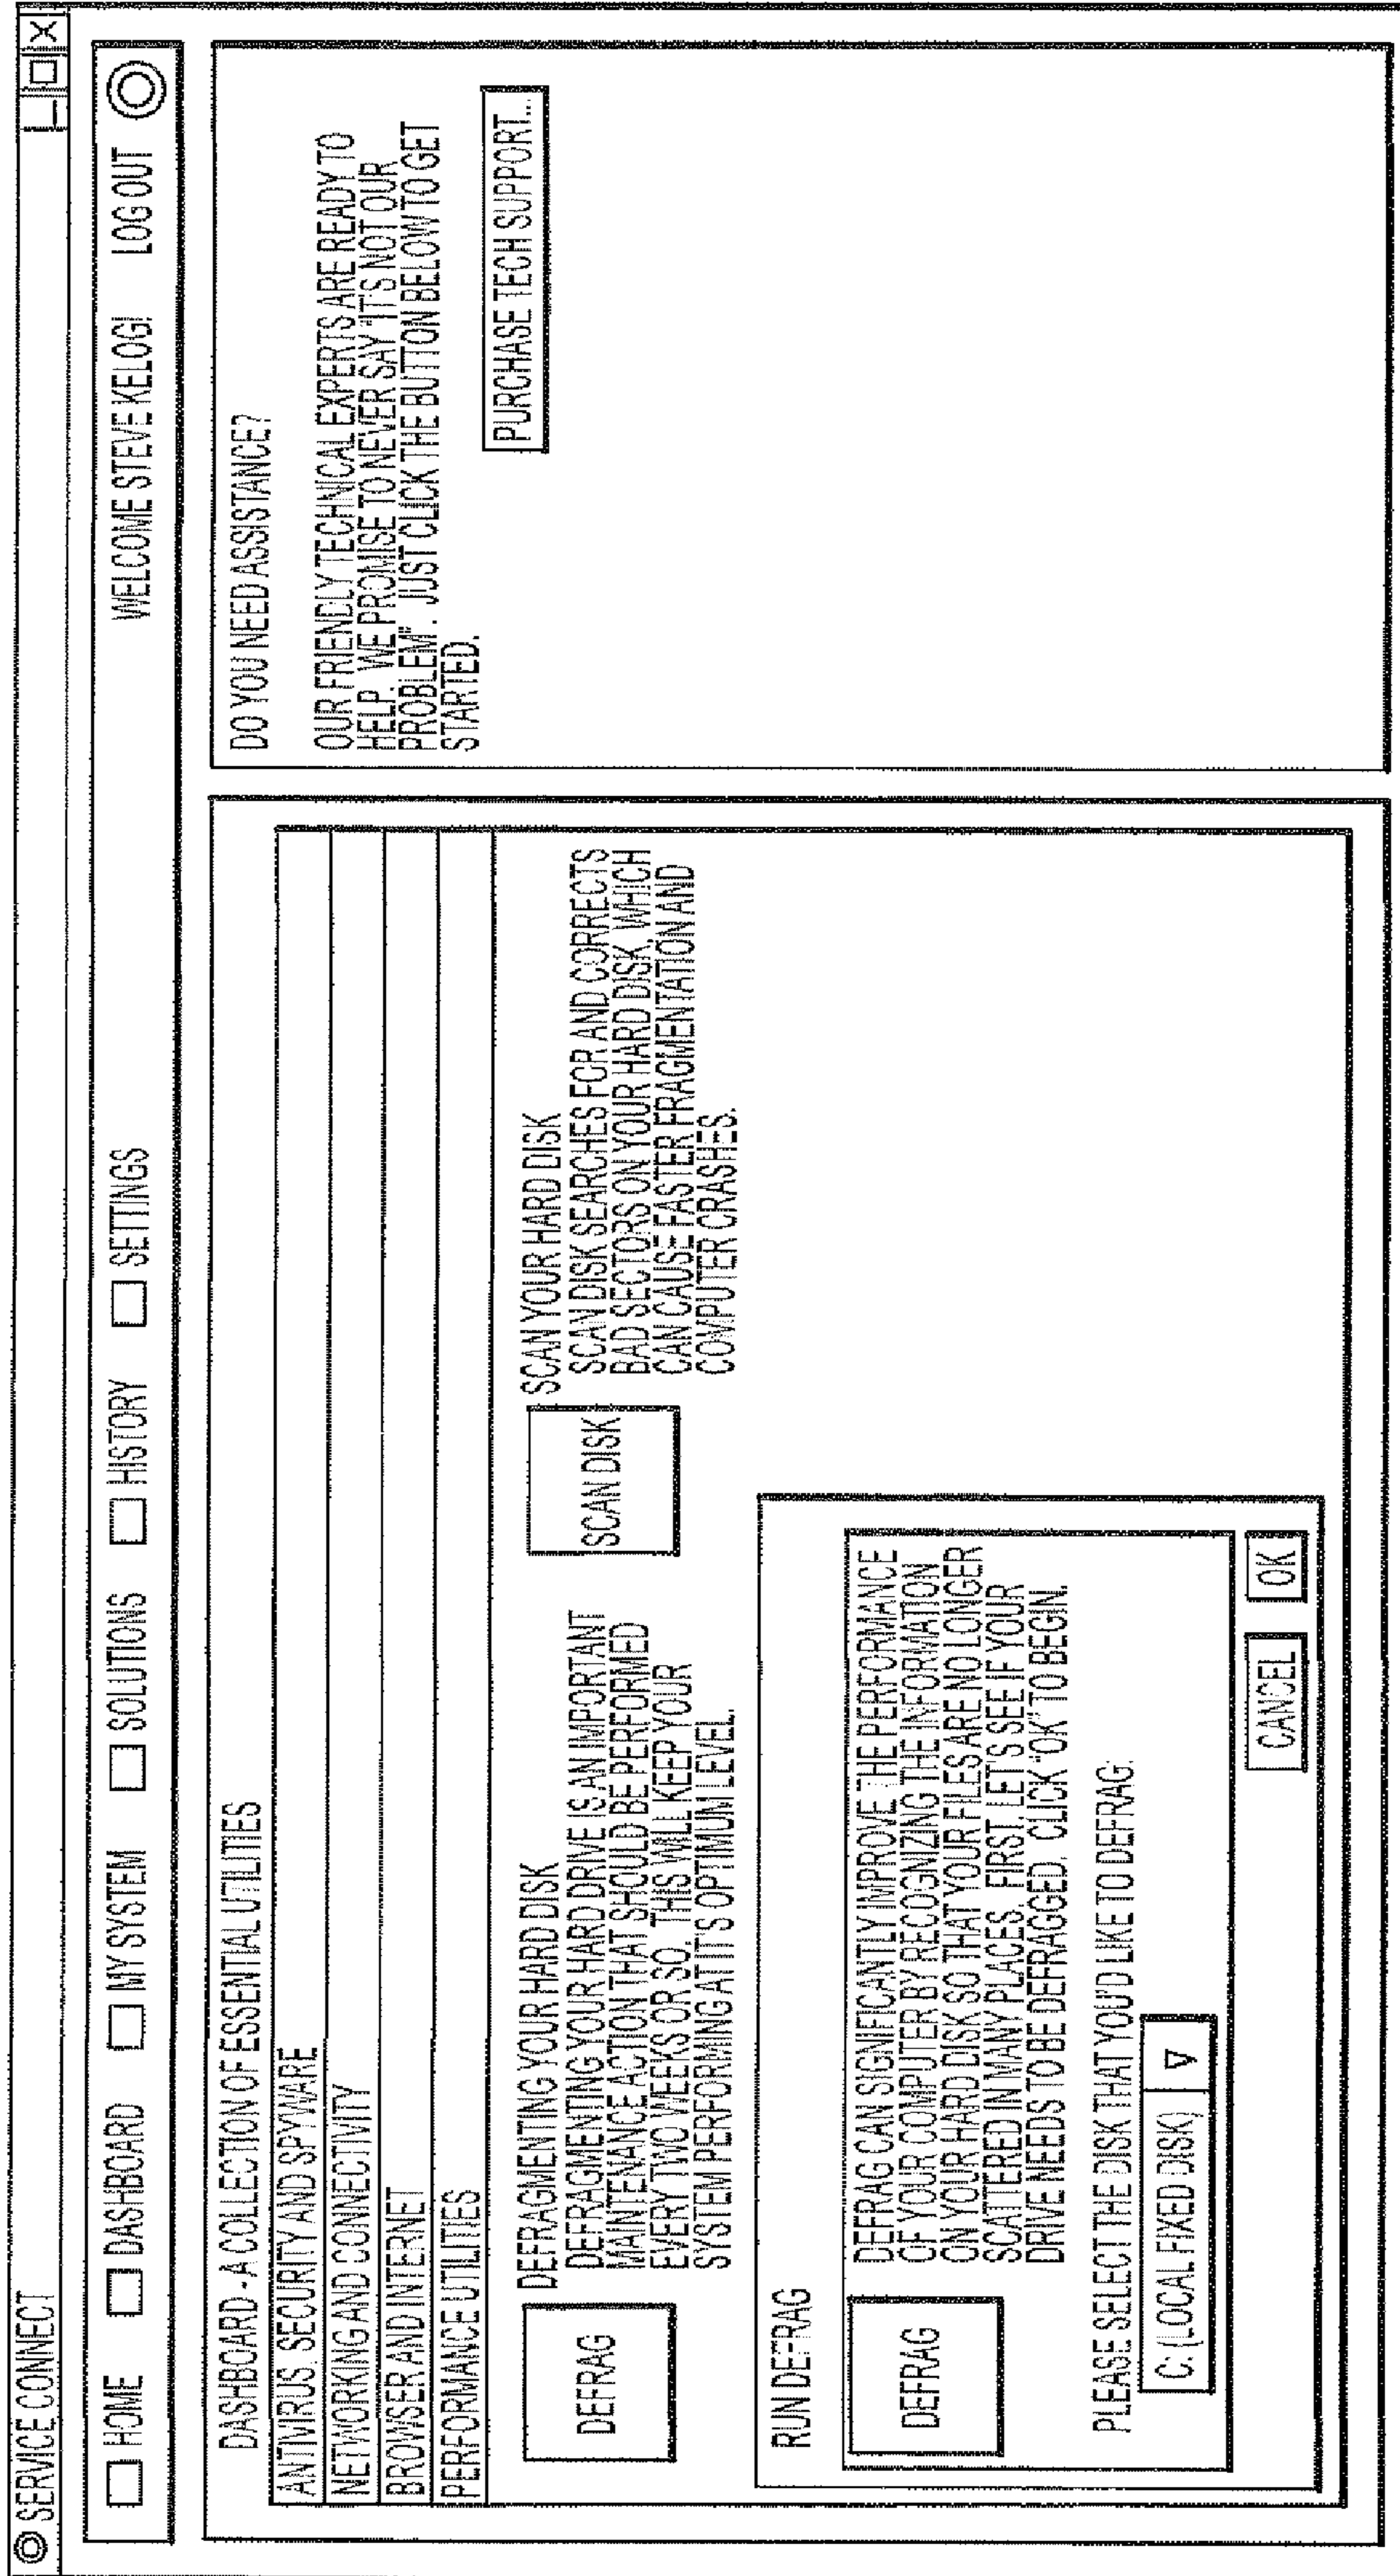 SERVICE CONNECT
HOME DASHBOARD MY SYSTEM SOLUTIONS HISTORY SETTINGS WELCOME STEVE KELOG! LOG OUT
DASHBOARD - A COLLECTION OF ESSENTIAL UTILITIES
ANTIVIRUS, SECURITY AND SPYWARE
NETWORKING AND CONNECTIVITY
BROWSER AND INTERNET
PERFORMANCE UTILITIES
DEFRAG
DEFRAGMENTING YOUR HARD DISK
DEFRAGMENTING YOUR HARD DRIVE IS AN IMPORTANT
MAINTENANCE ACTION THAT SHOULD BE PERFORMED
EVERY TWO WEEKS OR SO. THIS WILL KEEP YOUR
SYSTEM PERFORMING AT IT'S OPTIMUM LEVEL.
SCAN DISK
SCAN YOUR HARD DISK
SCAN DISK SEARCHES FOR AND CORRECTS
BAD SECTORS ON YOUR HARD DISK, WHICH
CAN CAUSE FASTER FRAGMENTATION AND
COMPUTER CRASHES.
RUN DEFRAG
DEFRAG
DEFRAG CAN SIGNIFICANTLY IMPROVE THE PERFORMANCE
OF YOUR COMPUTER BY RECOGNIZING THE INFORMATION
ON YOUR HARD DISK SO THAT YOUR FILES ARE NO LONGER
SCATTERED IN MANY PLACES. FIRST, LET'S SEE IF YOUR
DRIVE NEEDS TO BE DEFRAGGED. CLICK "OK" TO BEGIN.
PLEASE SELECT THE DISK THAT YOU'D LIKE TO DEFRAG:
C: (LOCAL FIXED DISK)
CANCEL OK
DO YOU NEED ASSISTANCE?
OUR FRIENDLY TECHNICAL EXPERTS ARE READY TO
HELP. WE PROMISE TO NEVER SAY "IT'S NOT OUR
PROBLEM". JUST CLICK THE BUTTON BELOW TO GET
STARTED.
PURCHASE TECH SUPPORT...